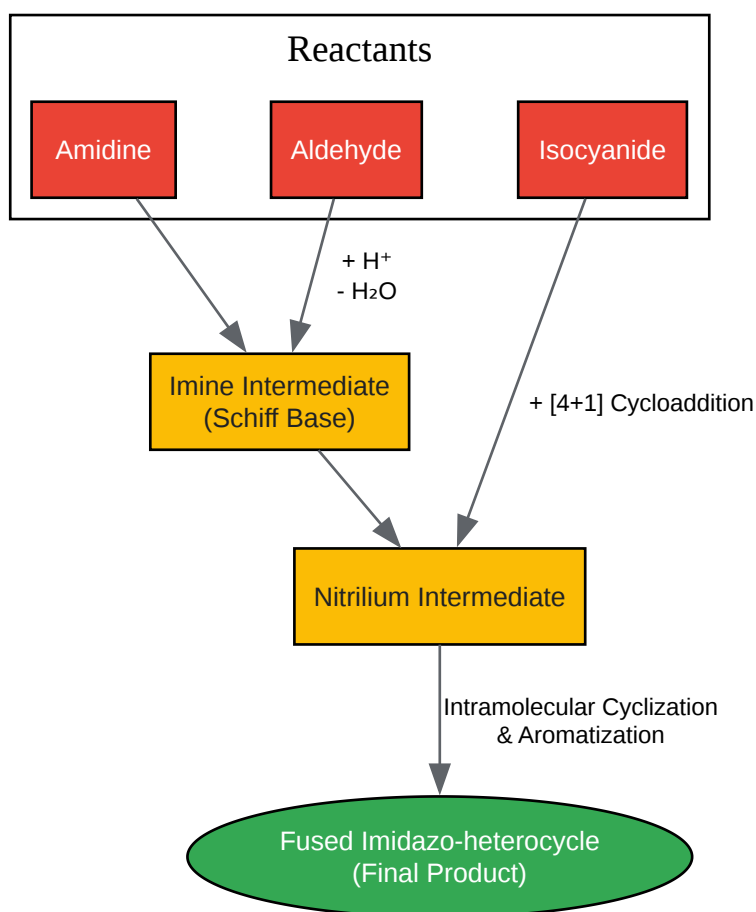 Reactants
Amidine
Aldehyde
Isocyanide
+ H⁺
- H₂O
Imine Intermediate
(Schiff Base)
+ [4+1] Cycloaddition
Nitrilium Intermediate
Intramolecular Cyclization
& Aromatization
Fused Imidazo-heterocycle
(Final Product)